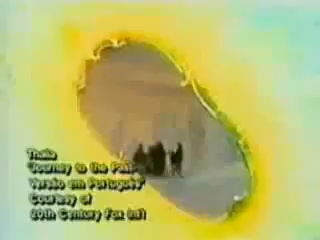 Thalia
"Journey to the Past
Versão em Português"
Courtesy of
20th Century Fox Int'l